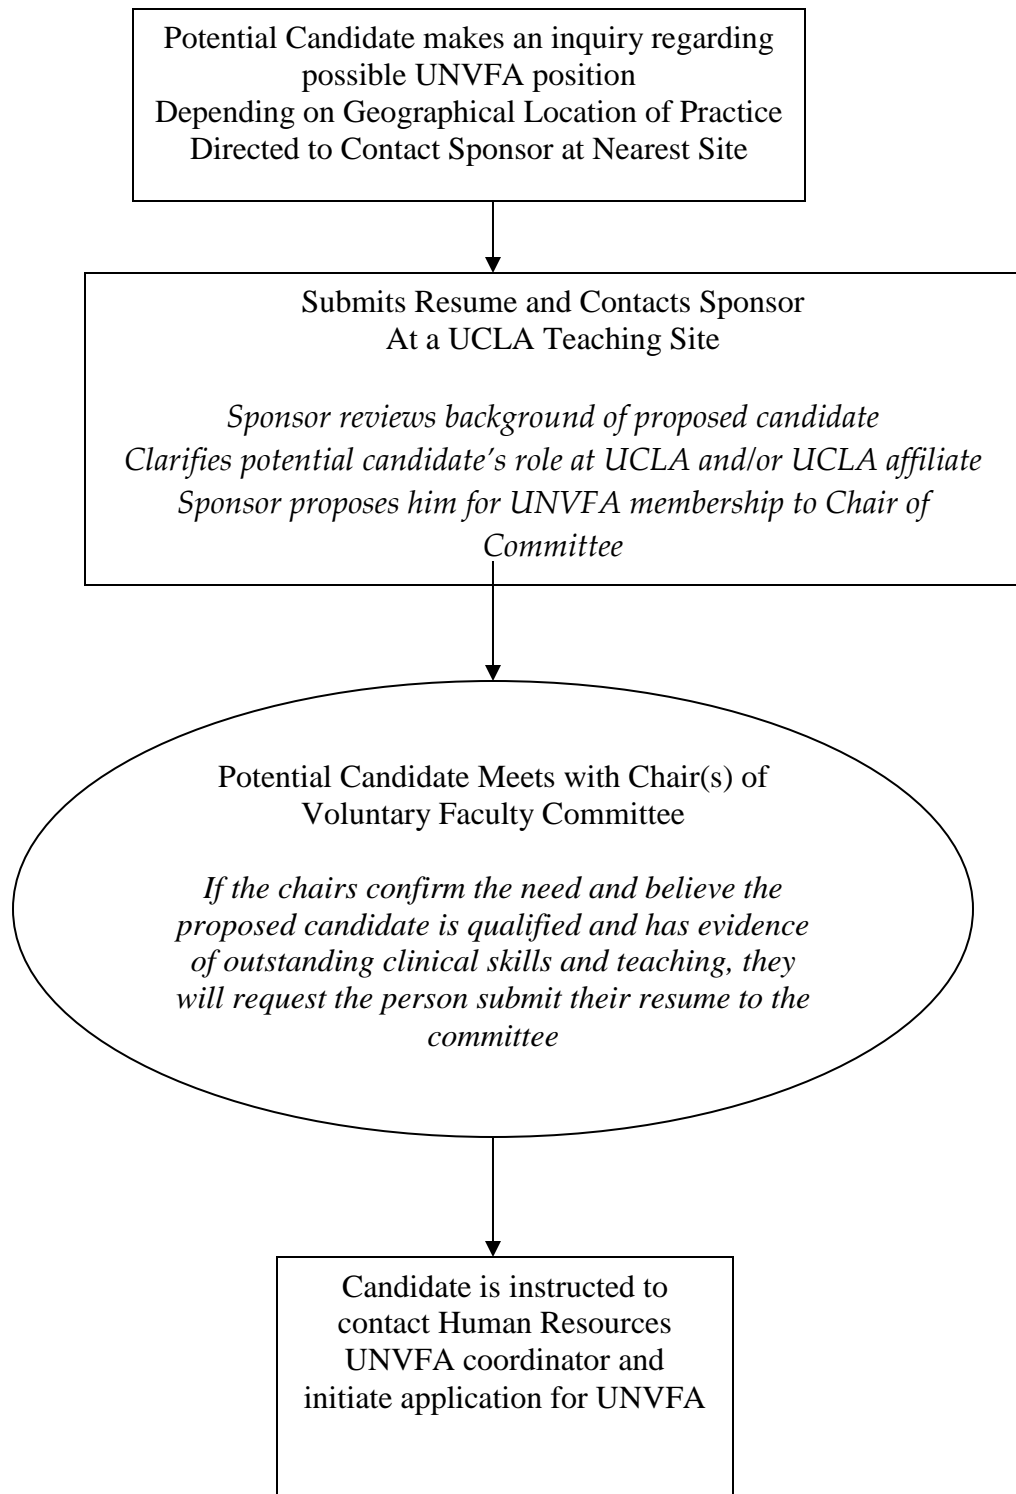 Potential Candidate makes an inquiry regarding
possible UNVFA position
Depending on Geographical Location of Practice
Directed to Contact Sponsor at Nearest Site
Submits Resume and Contacts Sponsor
At a UCLA Teaching Site
Sponsor reviews background of proposed candidate
Clarifies potential candidate’s role at UCLA and/or UCLA affiliate
Sponsor proposes him for UNVFA membership to Chair of
Committee
Potential Candidate Meets with Chair(s) of
Voluntary Faculty Committee
If the chairs confirm the need and believe the
proposed candidate is qualified and has evidence
of outstanding clinical skills and teaching, they
will request the person submit their resume to the
committee
Candidate is instructed to
contact Human Resources
UNVFA coordinator and
initiate application for UNVFA